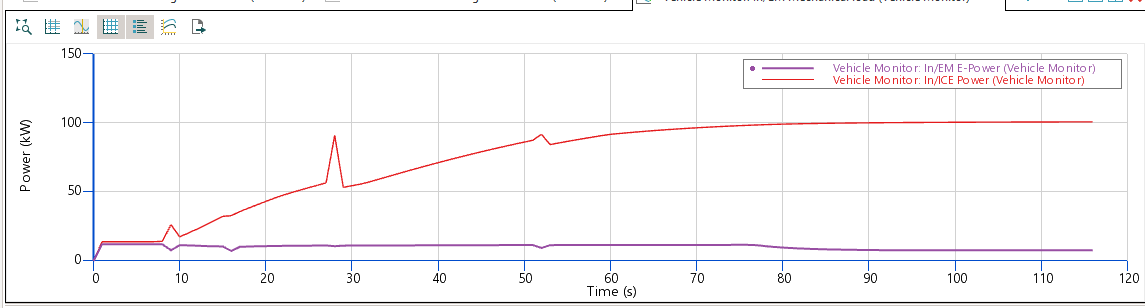 Vehicle Monitor: In/EM E-Power (Vehicle Monitor)
Vehicle Monitor: In/ICE Power (Vehicle Monitor)
150
100
50
0
Power (kW)
0 10 20 30 40 50 60 70 80 90 100 110 120
Time (s)